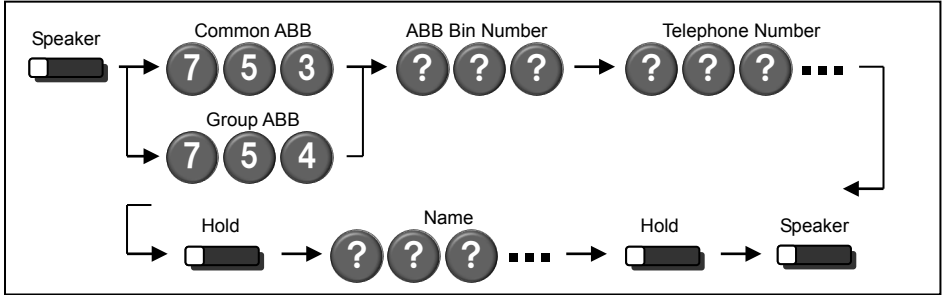 Speaker
Common ABB
7 5 3
ABB Bin Number
? ? ?
Telephone Number
? ? ?
Group ABB
7 5 4
Hold
Name
? ? ?
Hold
Speaker